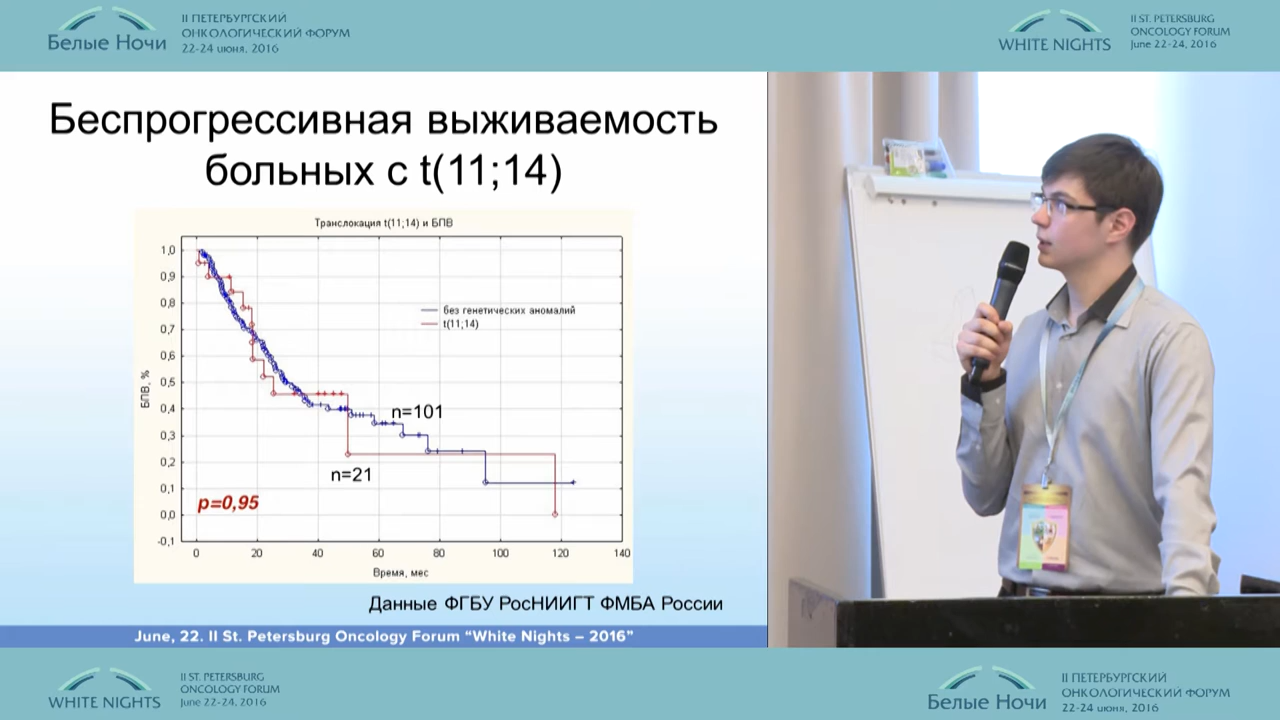 II ПЕТЕРБУРГСКИЙ
ОНКОЛОГИЧЕСКИЙ ФОРУМ
Белые Ночи
22-24 июня, 2016
II ST. PETERSBURG
ONCOLOGY FORUM
WHITE NIGHTS
June 22-24, 2016
Беспрогрессивная выживаемость
больных с t(11;14)
Транслокация t(11;14) и БПВ
1,0
0,9
0,8
0,7
0,6
0,5
0,4
0,3
0,2
0,1
0,0
-0,1
БПВ, %
без генетических аномалий
t(11;14)
n=101
n=21
p=0,95
0 20 40 60 80 100 120 140
Время, мес
Данные ФГБУ РосНИИГТ ФМБА России
June, 22. II St. Petersburg Oncology Forum “White Nights – 2016”
II ST. PETERSBURG
ONCOLOGY FORUM
WHITE NIGHTS
June 22-24, 2016
II ПЕТЕРБУРГСКИЙ
ОНКОЛОГИЧЕСКИЙ ФОРУМ
Белые Ночи
22-24 июня, 2016